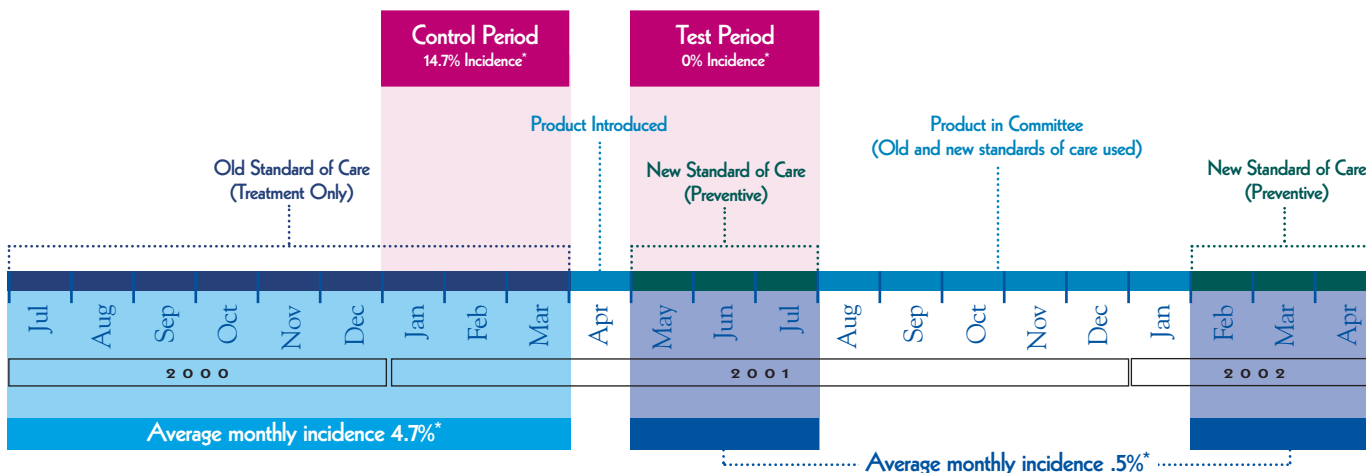 Control Period
14.7% Incidence*
Test Period
0% Incidence*
Product Introduced
Product in Committee
(Old and new standards of care used)
Old Standard of Care
(Treatment Only)
New Standard of Care
(Preventive)
New Standard of Care
(Preventive)
Jul Aug Sep Oct Nov Dec Jan Feb Mar Apr May Jun Jul Aug Sep Oct Nov Dec Jan Feb Mar Apr
2000 2001 2002
Average monthly incidence 4.7%*
Average monthly incidence .5%*